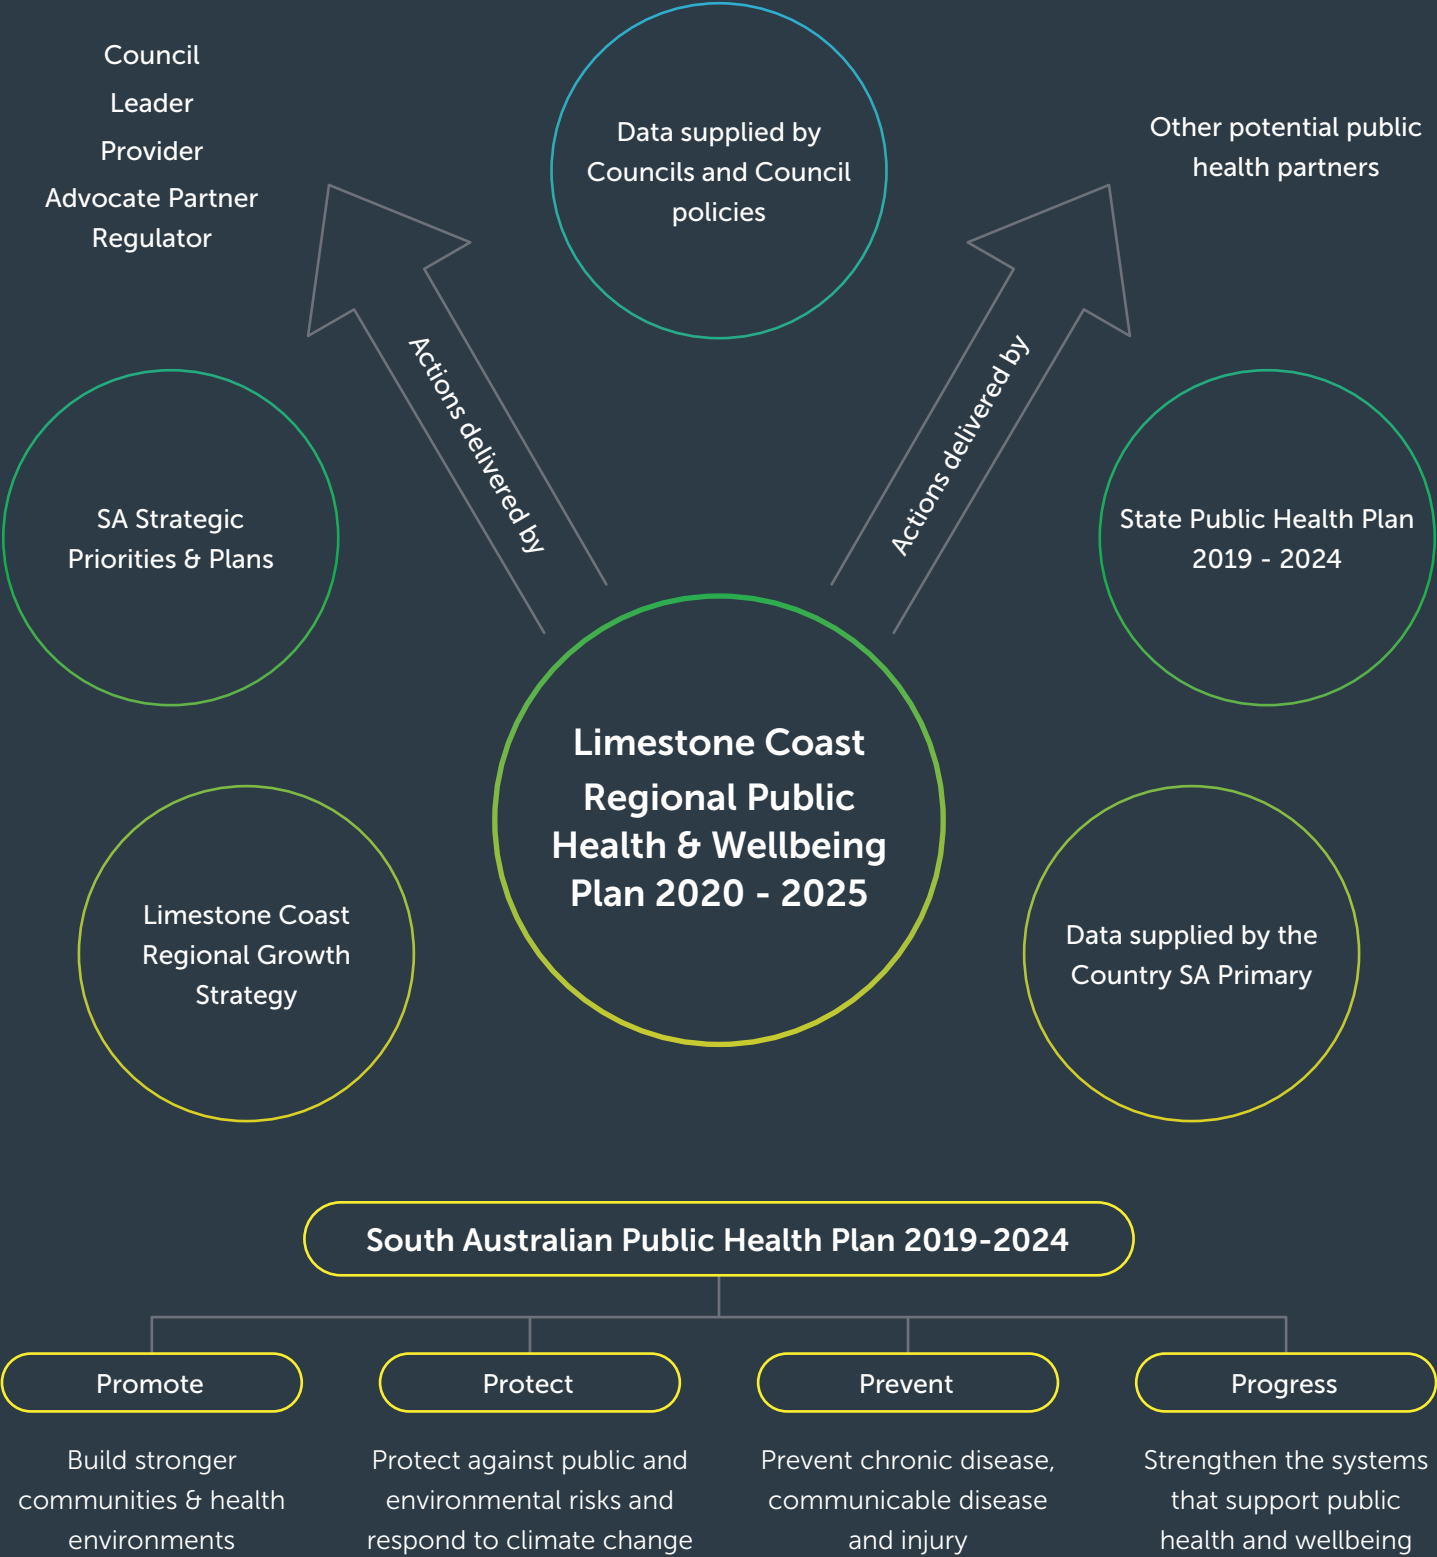 Council
Leader
Provider
Advocate Partner
Regulator
Data supplied by
Councils and Council
policies
Other potential public
health partners
Actions delivered by
Actions delivered by
SA Strategic
Priorities & Plans
State Public Health Plan
2019 - 2024
Limestone Coast
Regional Public
Health & Wellbeing
Plan 2020 - 2025
Limestone Coast
Regional Growth
Strategy
Data supplied by the
Country SA Primary
South Australian Public Health Plan 2019-2024
Promote
Build stronger
communities & health
environments
Protect
Protect against public and
environmental risks and
respond to climate change
Prevent
Prevent chronic disease,
communicable disease
and injury
Progress
Strengthen the systems
that support public
health and wellbeing